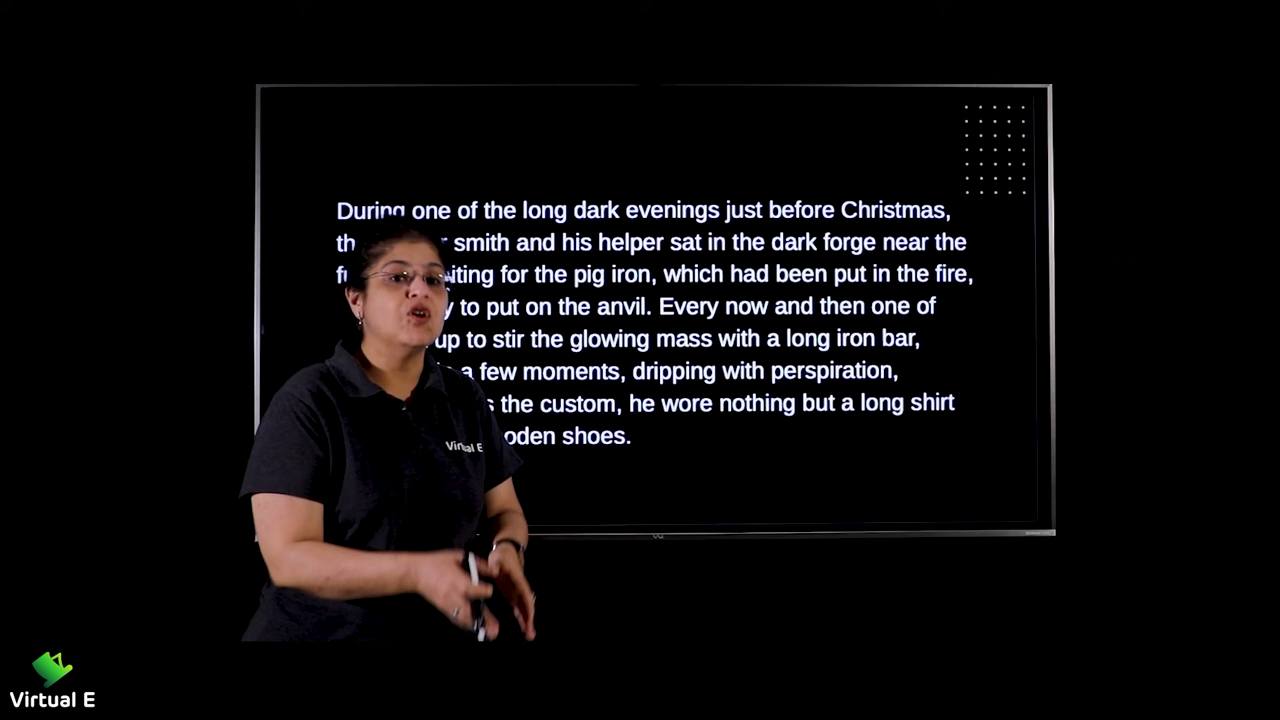 During one of the long dark evenings just before Christmas,
smith and his helper sat in the dark forge near the
for the pig iron, which had been put in the fire,
to put on the anvil. Every now and then one of
up to stir the glowing mass with a long iron bar,
a few moments, dripping with perspiration,
the custom, he wore nothing but a long shirt
shoes.
Virtual E
Virtual E